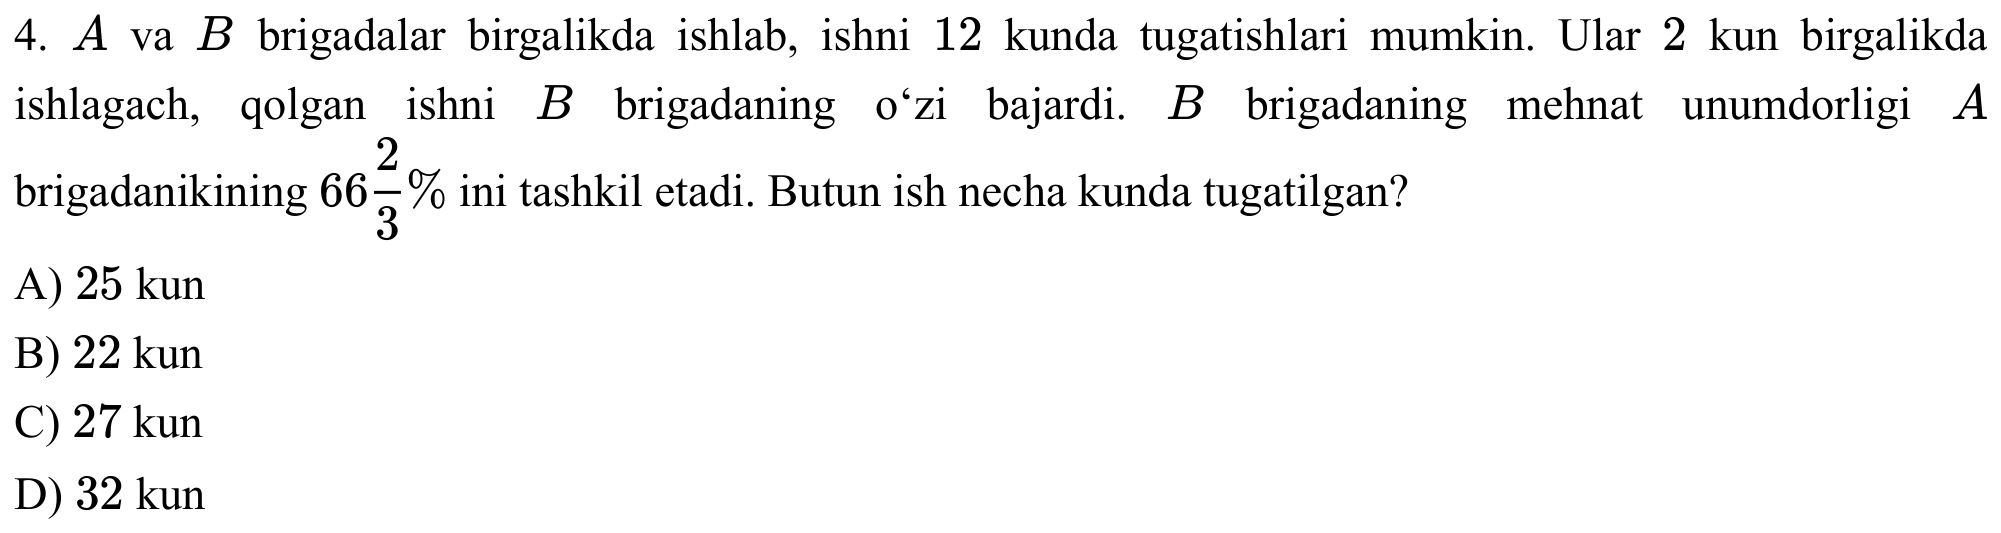 4. A va B brigadalar birgalikda ishlab, ishni 12 kunda tugatishlari mumkin. Ular 2 kun birgalikda
ishlagach, qolgan ishni B brigadaning o‘zi bajardi. B brigadaning mehnat unumdorligi A
brigadanikining 66 2/3 % ini tashkil etadi. Butun ish necha kunda tugatilgan?
A) 25 kun
B) 22 kun
C) 27 kun
D) 32 kun